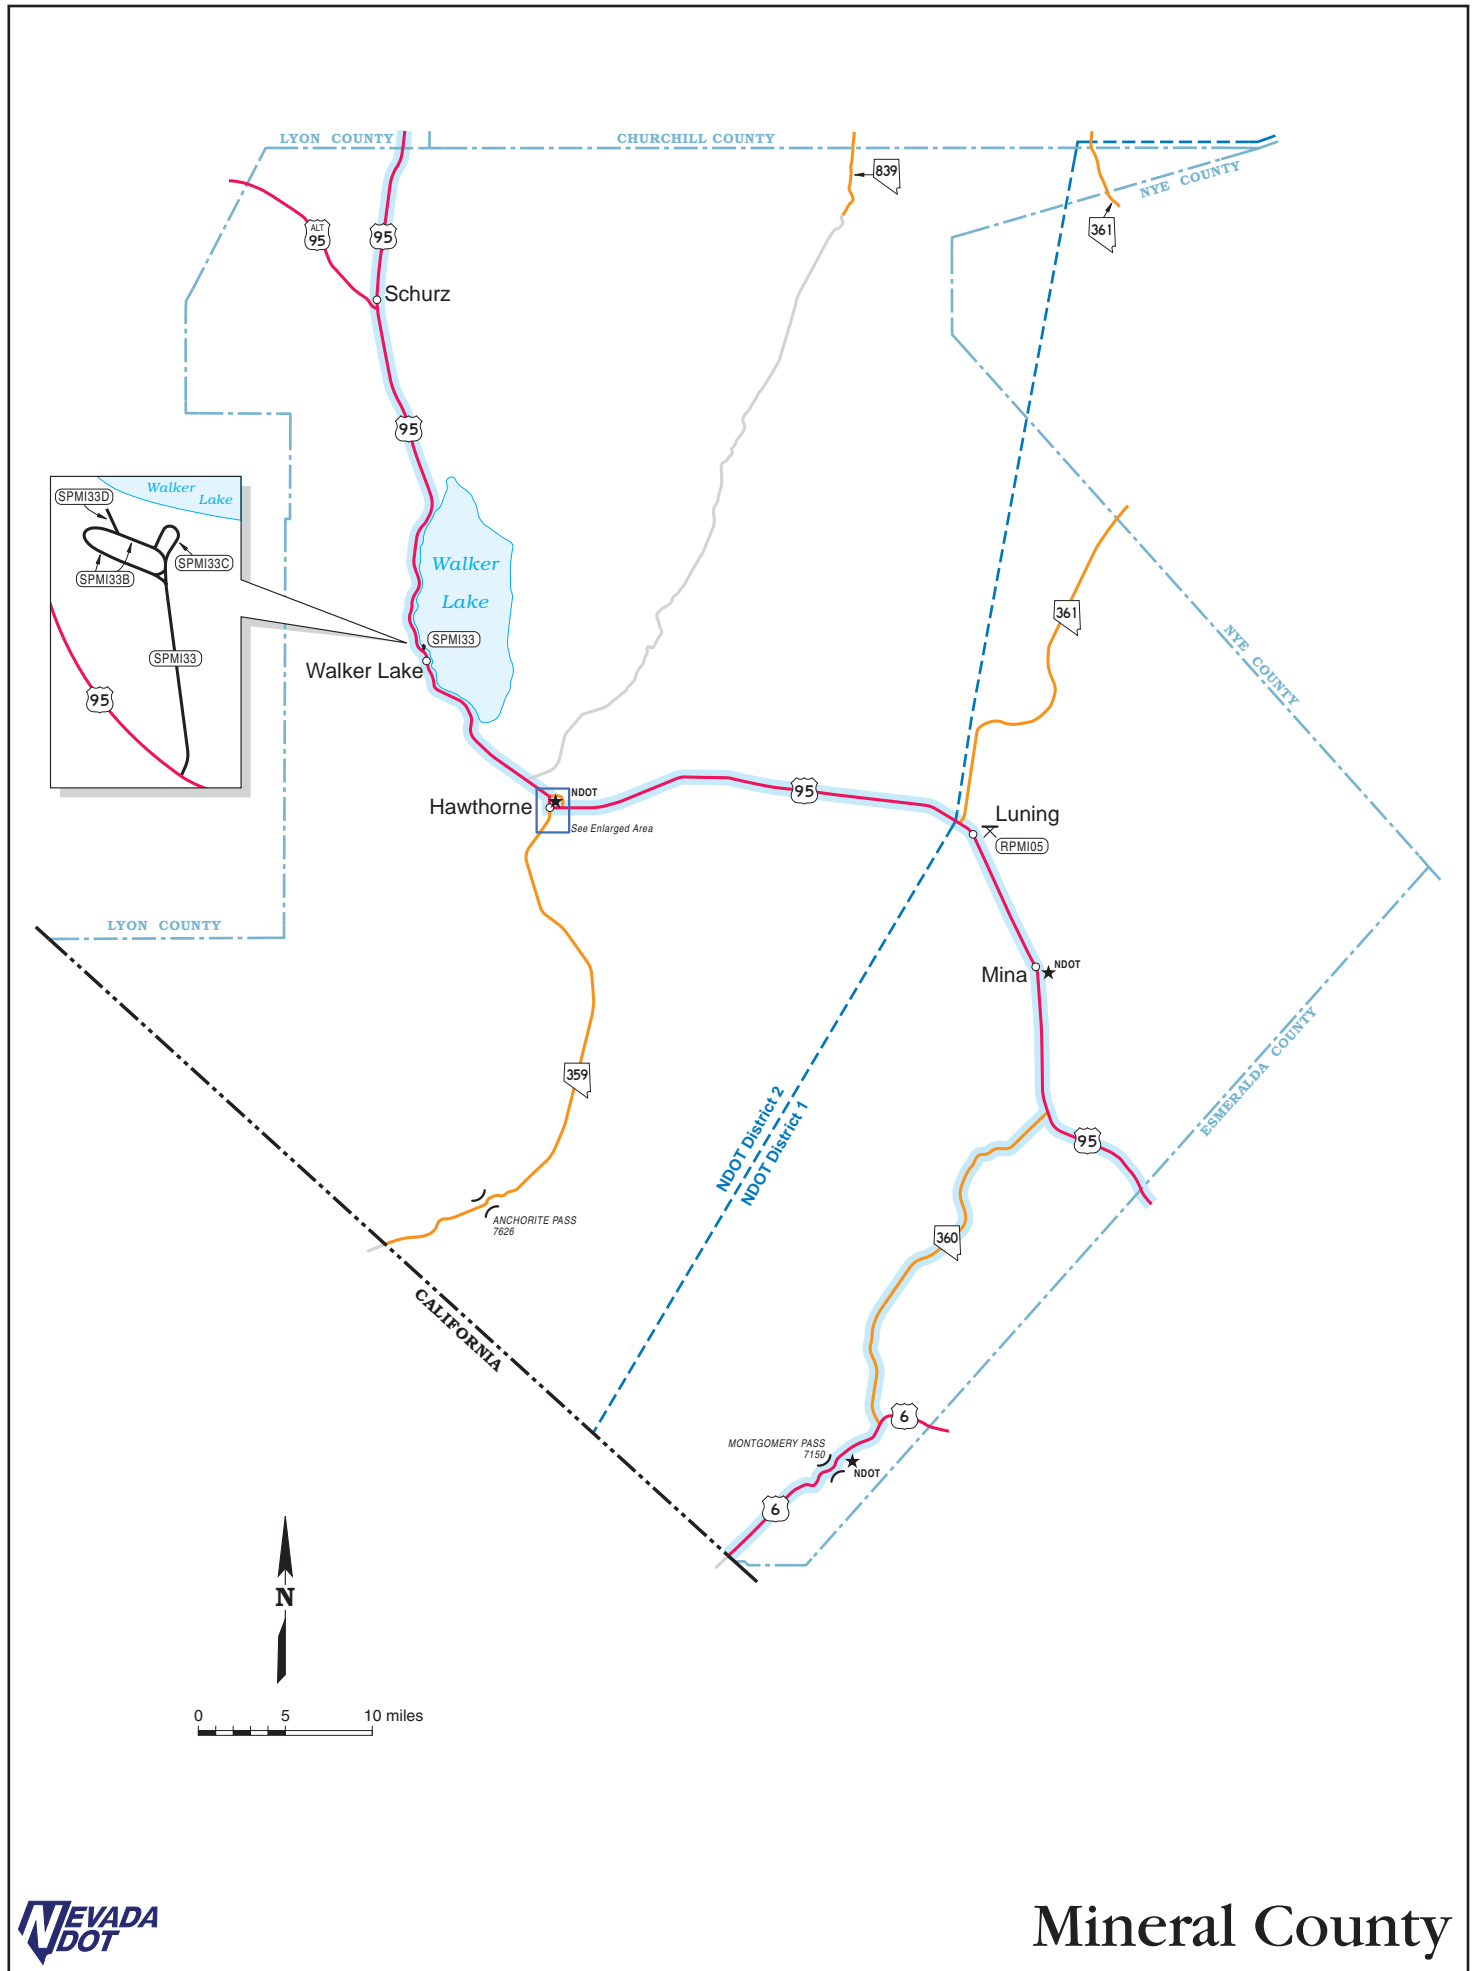 LYON COUNTY
CHURCHILL COUNTY
839
NYE COUNTY
361
ALT
95
95
Schurz
95
Walker
Lake
SPMI33D
SPMI33C
SPMI33B
SPMI33
95
Walker
Lake
SPMI33
Walker Lake
361
NYE COUNTY
NDOT
Hawthorne
See Enlarged Area
95
Luning
RPMI05
LYON COUNTY
Mina
NDOT
359
ESMERALDA COUNTY
NDOT District 2
NDOT District 1
95
ANCHORITE PASS
7626
360
CALIFORNIA
6
MONTGOMERY PASS
7150
NDOT
6
N
0 5 10 miles
NEVADA
DOT
Mineral County